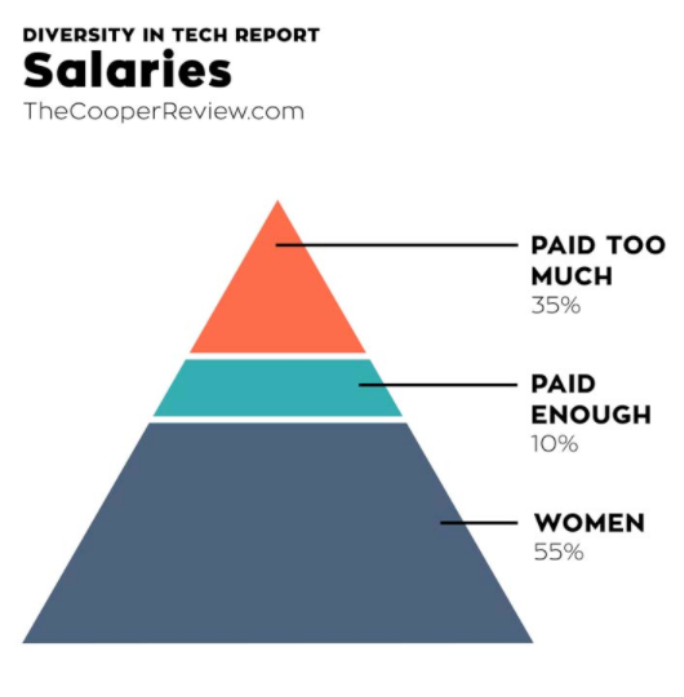 DIVERSITY IN TECH REPORT
Salaries
TheCooperReview.com
PAID TOO
MUCH
35%
PAID
ENOUGH
10%
WOMEN
55%